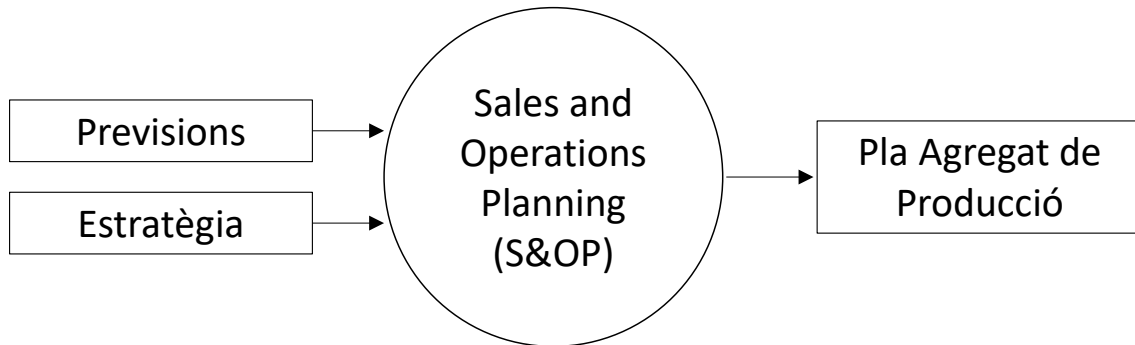 Previsions
Estratègia
Sales and
Operations
Planning
(S&OP)
Pla Agregat de
Producció